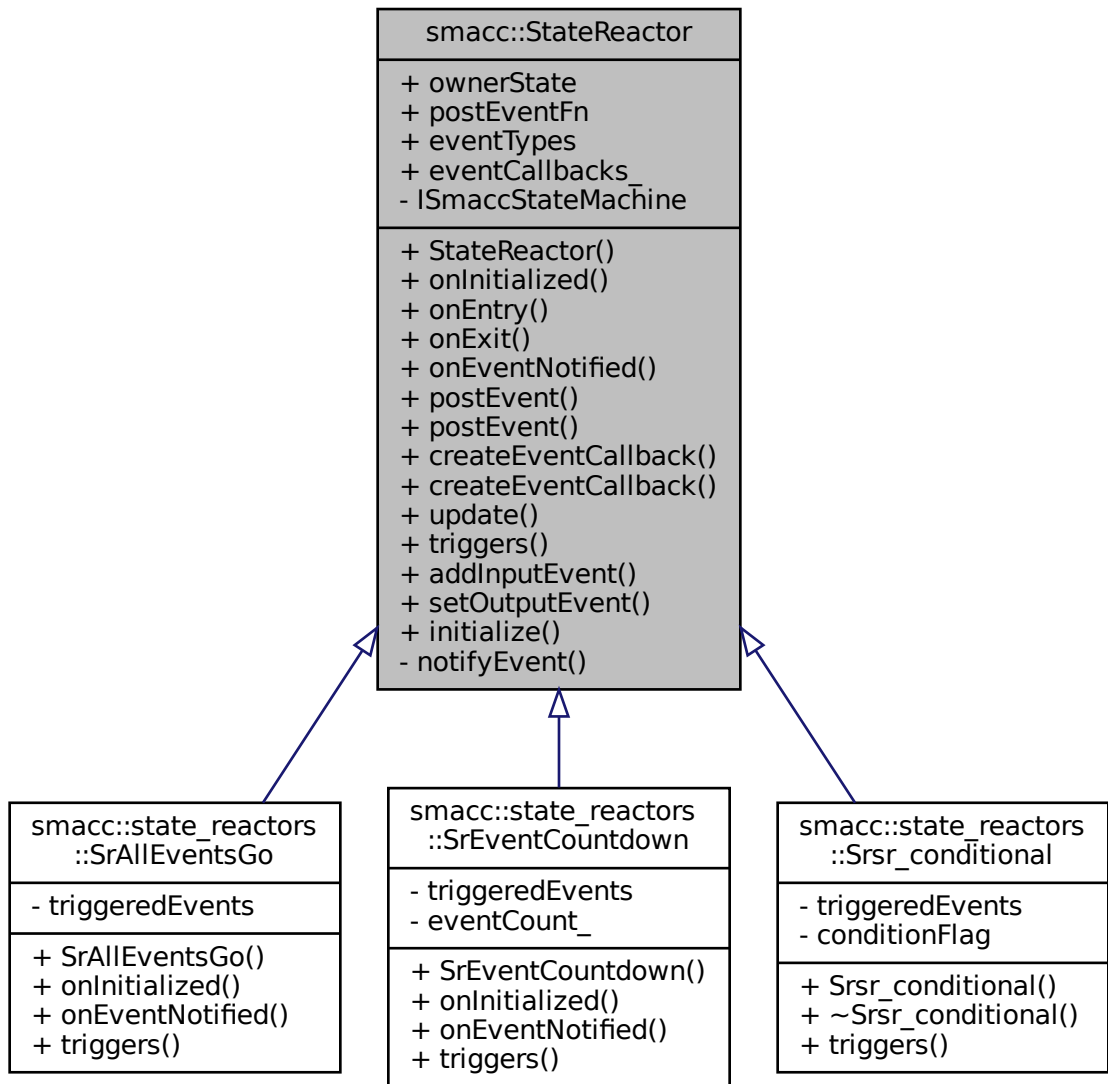 smacc::StateReactor
+ ownerState
+ postEventFn
+ eventTypes
+ eventCallbacks_
- ISmaccStateMachine
+ StateReactor()
+ onInitialized()
+ onEntry()
+ onExit()
+ onEventNotified()
+ postEvent()
+ postEvent()
+ createEventCallback()
+ createEventCallback()
+ update()
+ triggers()
+ addInputEvent()
+ setOutputEvent()
+ initialize()
- notifyEvent()
smacc::state_reactors
::SrAllEventsGo
- triggeredEvents
+ SrAllEventsGo()
+ onInitialized()
+ onEventNotified()
+ triggers()
smacc::state_reactors
::SrEventCountdown
- triggeredEvents
- eventCount_
+ SrEventCountdown()
+ onInitialized()
+ onEventNotified()
+ triggers()
smacc::state_reactors
::Srsr_conditional
- triggeredEvents
- conditionFlag
+ Srsr_conditional()
+ ~Srsr_conditional()
+ triggers()